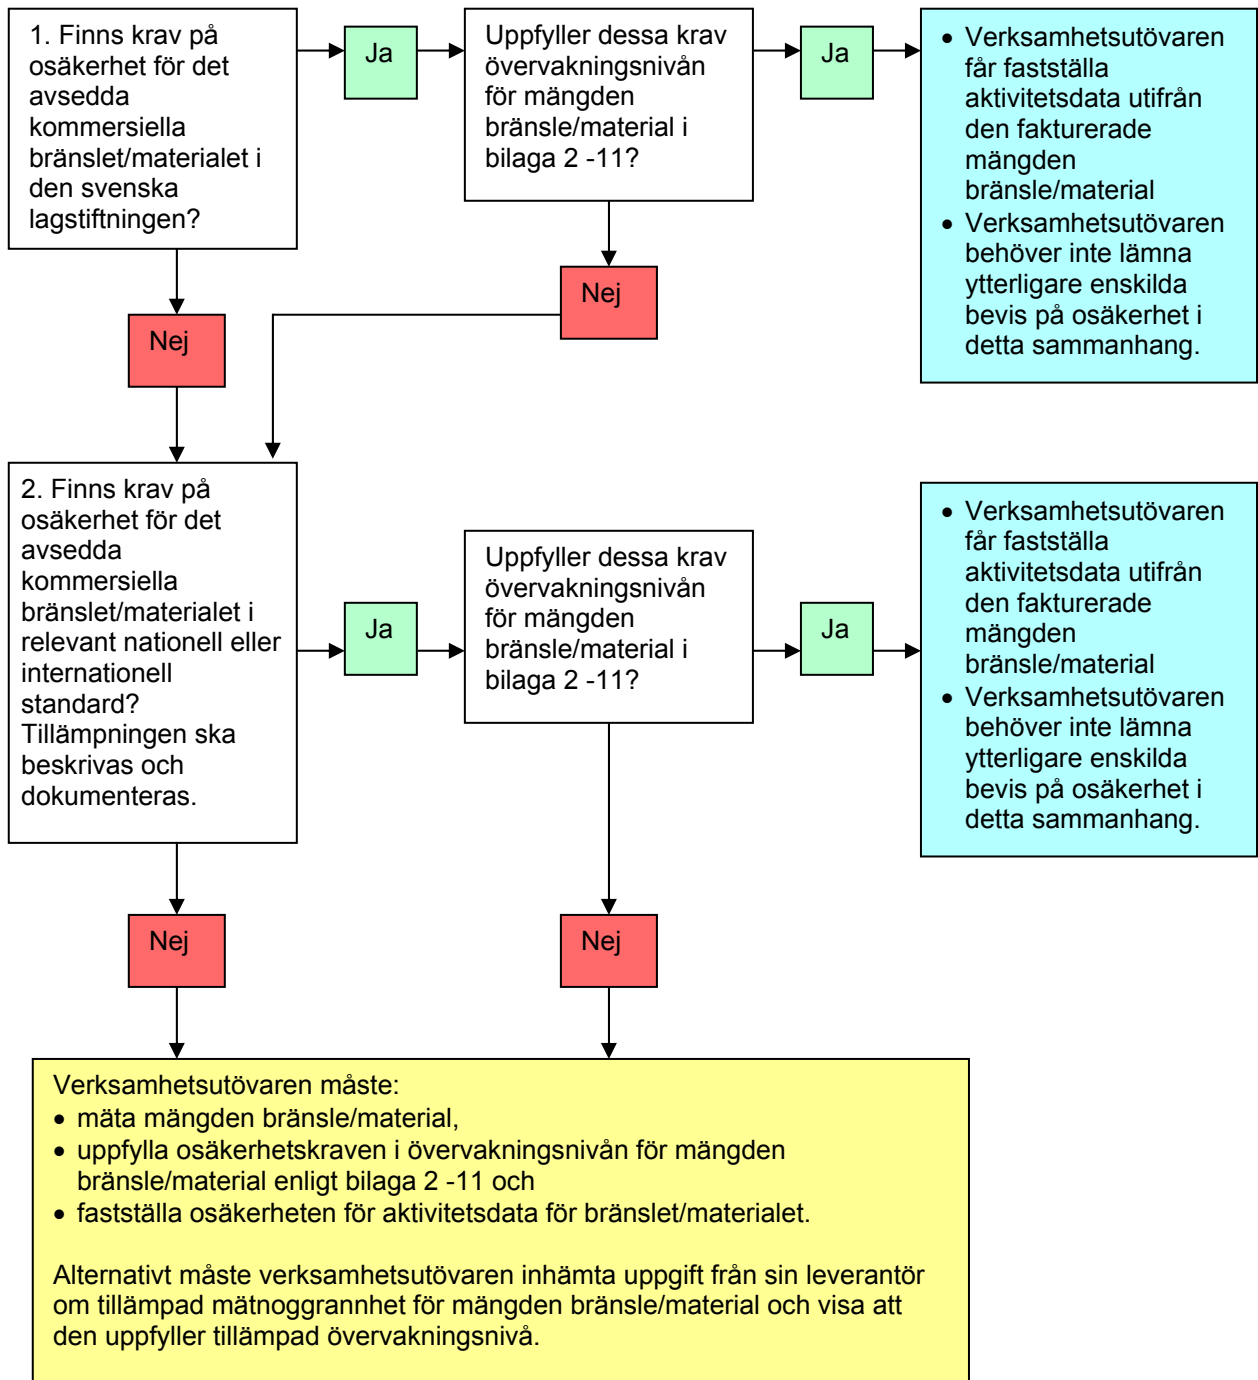 1. Finns krav på
osäkerhet för det
avsedda
kommersiella
bränslet/materialet i
den svenska
lagstiftningen?
Ja
Uppfyller dessa krav
övervakningsnivån
för mängden
bränsle/material i
bilaga 2 -11?
Ja
• Verksamhetsutövaren
får fastställa
aktivitetsdata utifrån
den fakturerade
mängden
bränsle/material
• Verksamhetsutövaren
behöver inte lämna
ytterligare enskilda
bevis på osäkerhet i
detta sammanhang.
Nej
Nej
2. Finns krav på
osäkerhet för det
avsedda
kommersiella
bränslet/materialet i
relevant nationell eller
internationell
standard?
Tillämpningen ska
beskrivas och
dokumenteras.
Ja
Uppfyller dessa krav
övervakningsnivån
för mängden
bränsle/material i
bilaga 2 -11?
Ja
• Verksamhetsutövaren
får fastställa
aktivitetsdata utifrån
den fakturerade
mängden
bränsle/material
• Verksamhetsutövaren
behöver inte lämna
ytterligare enskilda
bevis på osäkerhet i
detta sammanhang.
Nej
Nej
Verksamhetsutövaren måste:
• mäta mängden bränsle/material,
• uppfylla osäkerhetskraven i övervakningsnivån för mängden
bränsle/material enligt bilaga 2 -11 och
• fastställa osäkerheten för aktivitetsdata för bränslet/materialet.
Alternativt måste verksamhetsutövaren inhämta uppgift från sin leverantör
om tillämpad mätnoggrannhet för mängden bränsle/material och visa att
den uppfyller tillämpad övervakningsnivå.